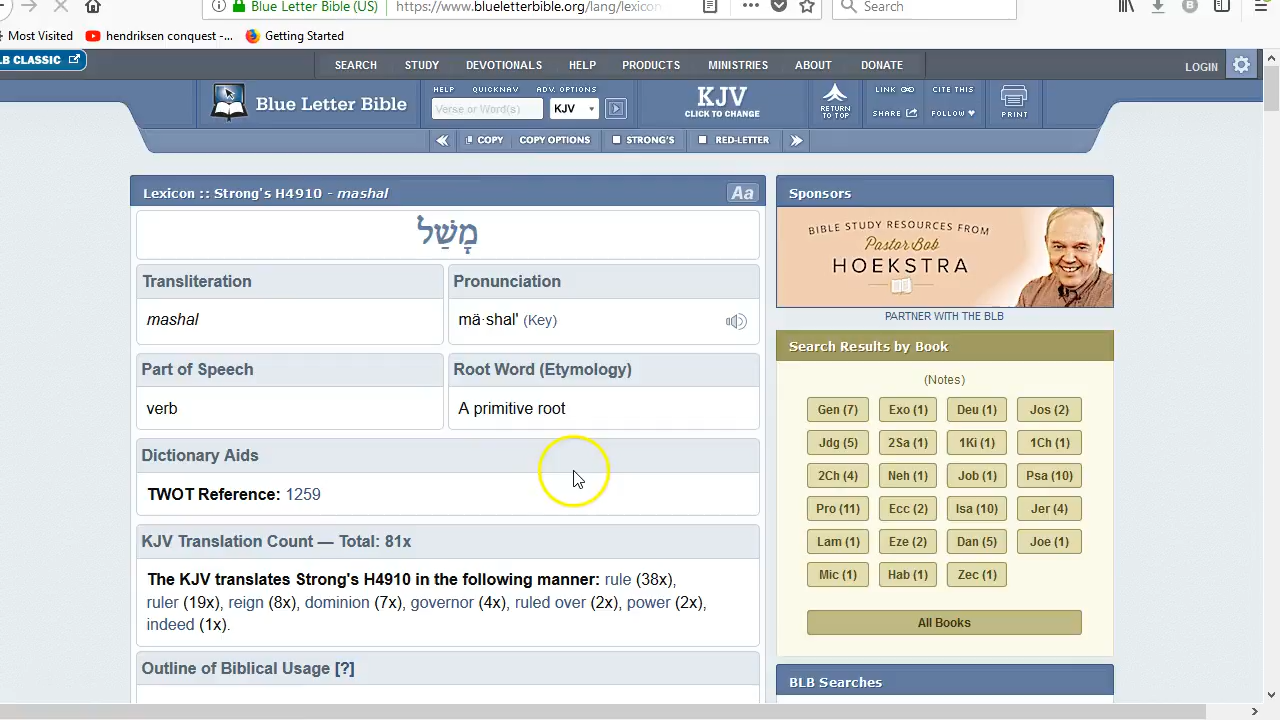 Blue Letter Bible (US)
https://www.blueletterbible.org/lang/lexicon
Search
Most Visited
hendriksen conquest -...
Getting Started
LB CLASSIC
SEARCH STUDY DEVOTIONALS HELP PRODUCTS MINISTRIES ABOUT DONATE
LOGIN
Blue Letter Bible
HELP QUICKNAV ADV. OPTIONS
Verse or Word(s) KJV
KJV
CLICK TO CHANGE
RETURN
TO TOP
LINK CITE THIS
SHARE FOLLOW
PRINT
COPY COPY OPTIONS STRONG'S RED-LETTER
Lexicon :: Strong's H4910 - mashal
Aa
מָשַׁל
Transliteration
mashal
Pronunciation
mä·shal' (Key)
Part of Speech
verb
Root Word (Etymology)
A primitive root
Dictionary Aids
TWOT Reference: 1259
KJV Translation Count — Total: 81x
The KJV translates Strong's H4910 in the following manner: rule (38x),
ruler (19x), reign (8x), dominion (7x), governor (4x), ruled over (2x), power (2x),
indeed (1x).
Outline of Biblical Usage [?]
Sponsors
BIBLE STUDY RESOURCES FROM
Pastor Bob
HOEKSTRA
PARTNER WITH THE BLB
Search Results by Book
(Notes)
Gen (7) Exo (1) Deu (1) Jos (2)
Jdg (5) 2Sa (1) 1Ki (1) 1Ch (1)
2Ch (4) Neh (1) Job (1) Psa (10)
Pro (11) Ecc (2) Isa (10) Jer (4)
Lam (1) Eze (2) Dan (5) Joe (1)
Mic (1) Hab (1) Zec (1)
All Books
BLB Searches